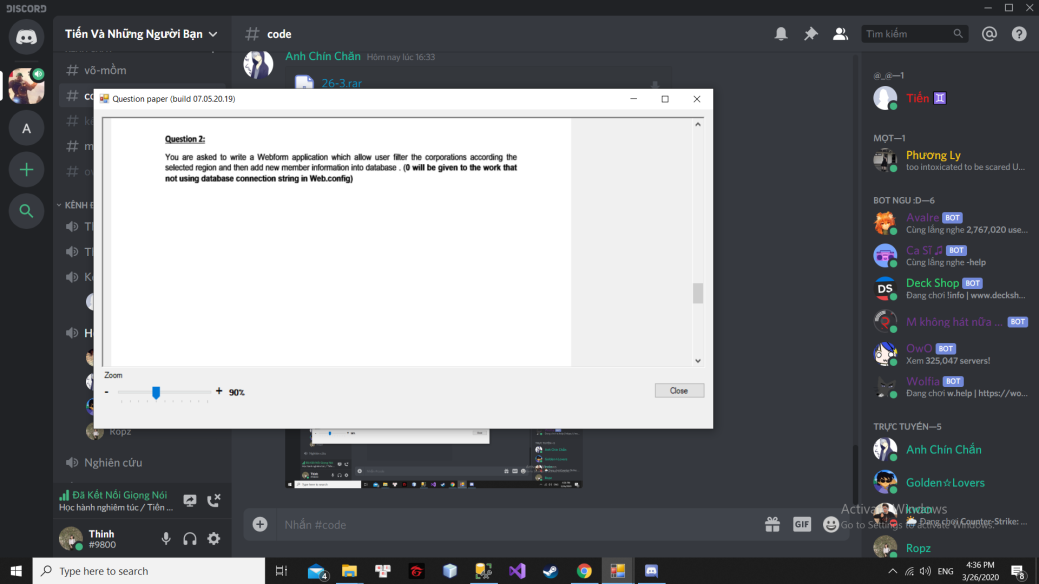 DISCORD
Tiến Và Những Người Bạn
# code
Tìm kiếm
# võ-mồm
Anh Chín Chắn Hôm nay lúc 16:33
26-3.rar
A
KÊNH
Question paper (build 07.05.20.19)
Question 2:
You are asked to write a Webform application which allow user filter the corporations according the
selected region and then add new member information into database . (0 will be given to the work that
not using database connection string in Web.config)
Zoom
- + 90%
Close
Ropz
Nghiên cứu
Đã Kết Nối Giọng Nói
Học hành nghiêm túc / Tiến ...
Thinh
#9800
Nhắn #code
GIF
@_@—1
Tiến
MỌT—1
Phương Ly
too intoxicated to be scared U...
BOT NGU :D—6
Avaire BOT
Cùng lắng nghe 2,767,020 use...
Ca Sĩ ♫ BOT
Cùng lắng nghe -help
Deck Shop BOT
Đang chơi !info | www.decksh...
M không hát nữa ... BOT
OwO BOT
Xem 325,047 servers!
Wolfia BOT
Đang chơi w.help | https://wo...
TRỰC TUYẾN—5
Anh Chín Chắn
Golden☆Lovers
Đang chơi Counter-Strike: ...
Ropz
Activate Windows
Go to Settings to activate Windows.
Type here to search
4
ENG
4:36 PM
3/26/2020
8